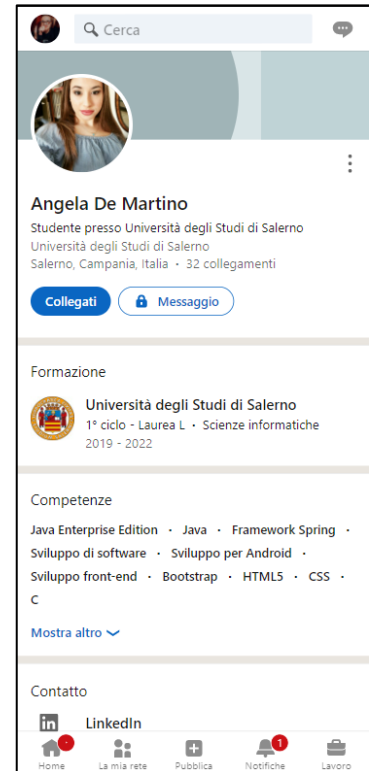 Cerca
Angela De Martino
Studente presso Università degli Studi di Salerno
Università degli Studi di Salerno
Salerno, Campania, Italia · 32 collegamenti
Collegati Messaggio
Formazione
Università degli Studi di Salerno
1° ciclo - Laurea L · Scienze informatiche
2019 - 2022
Competenze
Java Enterprise Edition · Java · Framework Spring ·
Sviluppo di software · Sviluppo per Android ·
Sviluppo front-end · Bootstrap · HTML5 · CSS ·
C
Mostra altro
Contatto
in LinkedIn
1
Home La mia rete Pubblica Notifiche Lavoro